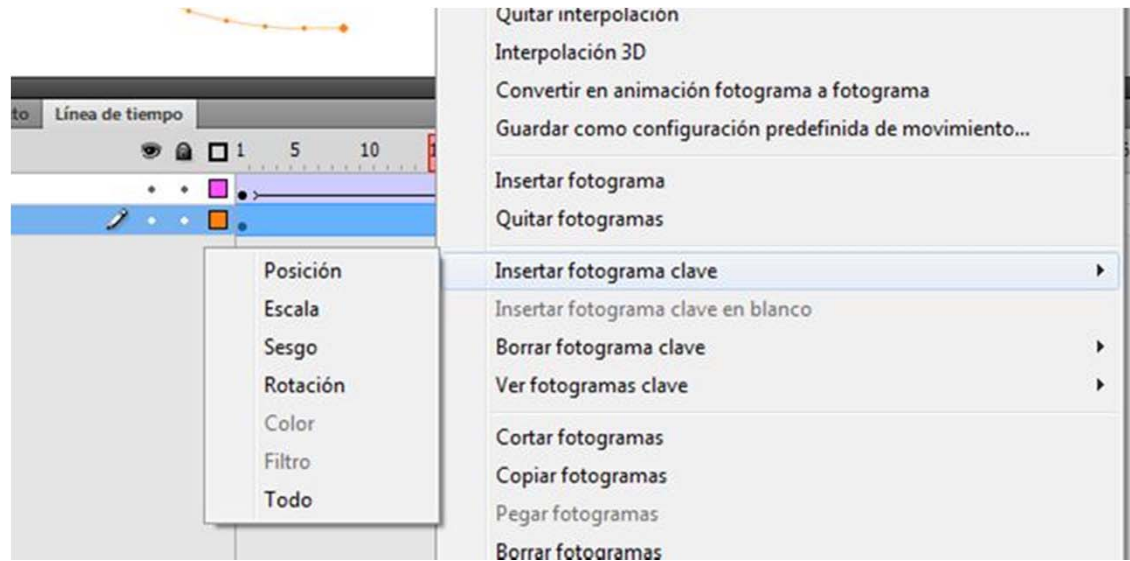 Quitar interpolación
Interpolación 3D
Convertir en animación fotograma a fotograma
Guardar como configuración predefinida de movimiento...
to Línea de tiempo
1 5 10
Insertar fotograma
Quitar fotogramas
Insertar fotograma clave
Insertar fotograma clave en blanco
Borrar fotograma clave
Ver fotogramas clave
Cortar fotogramas
Copiar fotogramas
Pegar fotogramas
Borrar fotogramas
Posición
Escala
Sesgo
Rotación
Color
Filtro
Todo